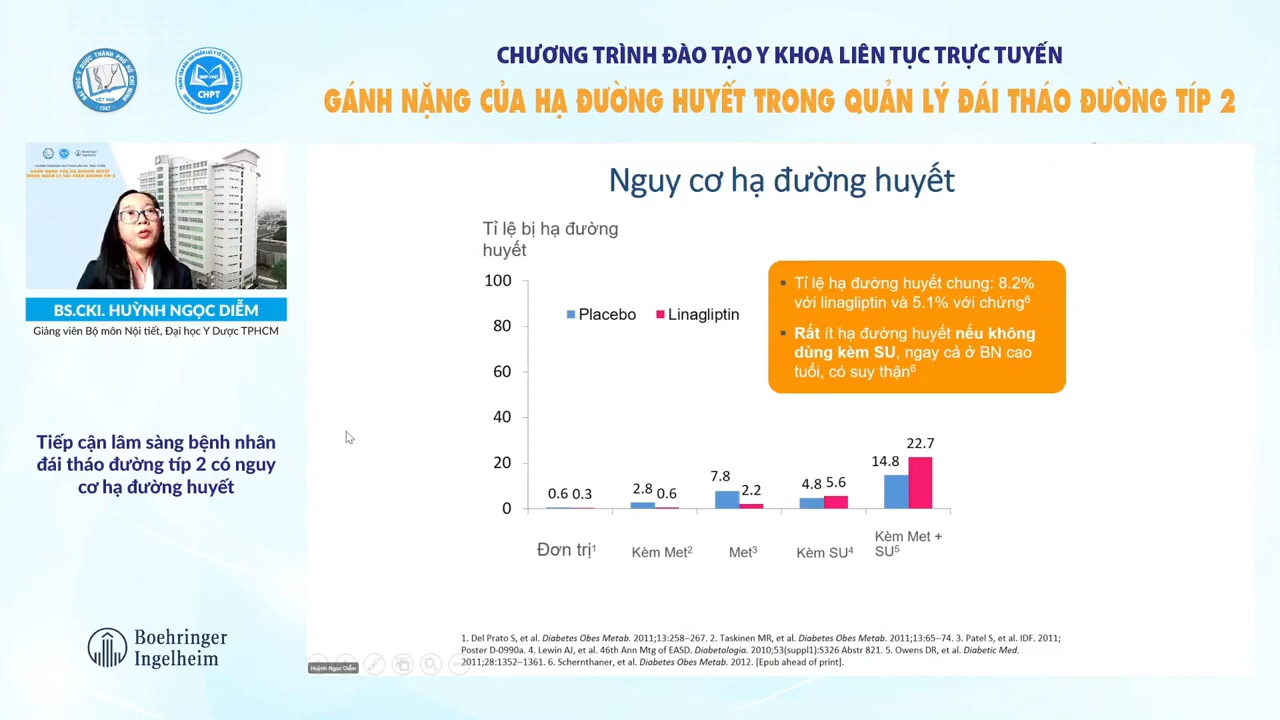 CHƯƠNG TRÌNH ĐÀO TẠO Y KHOA LIÊN TỤC TRỰC TUYẾN
GÁNH NẶNG CỦA HẠ ĐƯỜNG HUYẾT TRONG QUẢN LÝ ĐÁI THÁO ĐƯỜNG TÍP 2
CHPT
BS.CKI. HUỲNH NGỌC DIỄM
Giảng viên Bộ môn Nội tiết, Đại học Y Dược TPHCM
Tiếp cận lâm sàng bệnh nhân
đái tháo đường típ 2 có nguy
cơ hạ đường huyết
Boehringer
Ingelheim
Nguy cơ hạ đường huyết
Tỉ lệ bị hạ đường
huyết
100
80
60
40
20
0
Placebo
Linagliptin
▪ Tỉ lệ hạ đường huyết chung: 8.2%
với linagliptin và 5.1% với chứng⁶
▪ Rất ít hạ đường huyết nếu không
dùng kèm SU, ngay cả ở BN cao
tuổi, có suy thận⁶
0.6 0.3
2.8 0.6
7.8 2.2
4.8 5.6
14.8 22.7
Đơn trị¹
Kèm Met²
Met³
Kèm SU⁴
Kèm Met +
SU⁵
1. Del Prato S, et al. Diabetes Obes Metab. 2011;13:258–267. 2. Taskinen MR, et al. Diabetes Obes Metab. 2011;13:65–74. 3. Patel S, et al. IDF. 2011;
Poster D-0990a. 4. Lewin AJ, et al. 46th Ann Mtg of EASD. Diabetologia. 2010;53(suppl1):S326 Abstr 821. 5. Owens DR, et al. Diabetic Med.
2011;28:1352–1361. 6. Schernthaner, et al. Diabetes Obes Metab. 2012. [Epub ahead of print].
Huỳnh Ngọc Diễm